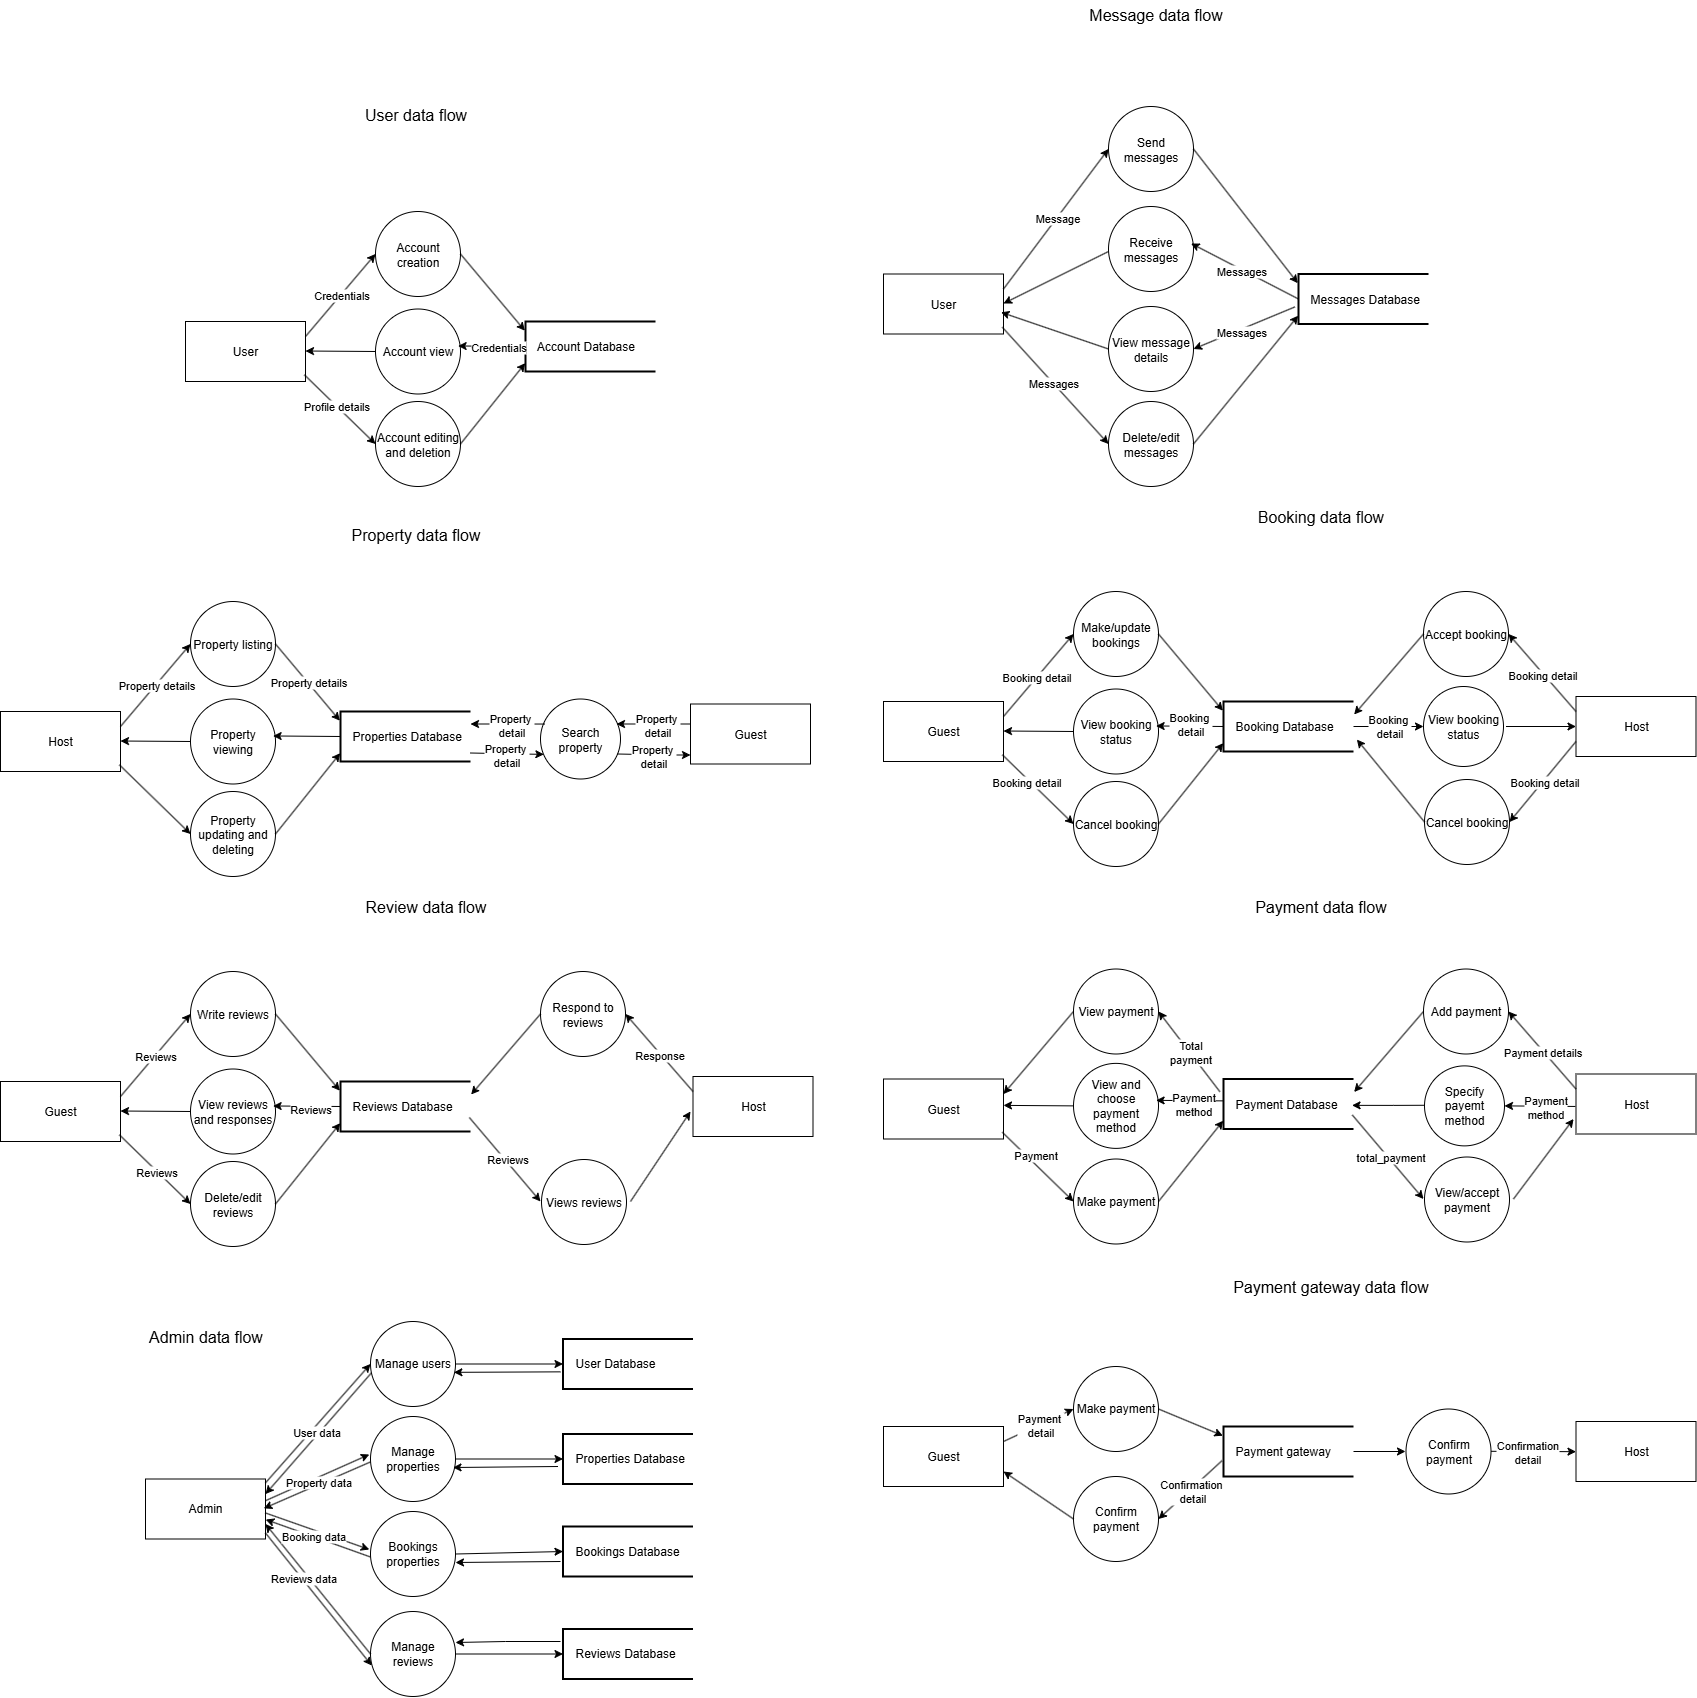 Message data flow
User data flow
Send
messages
Message
Receive
messages
Messages
User
Messages Database
View message
details
Messages
Messages
Delete/edit
messages
Account
creation
Credentials
User
Account view
Credentials
Account Database
Profile details
Account editing
and deletion
Property data flow
Property listing
Property details
Property details
Host
Property
viewing
Properties Database
Property
detail
Property
detail
Search
property
Property
detail
Property
detail
Guest
Property
updating and
deleting
Booking data flow
Make/update
bookings
Booking detail
Guest
View booking
status
Booking
detail
Booking Database
Booking detail
Cancel booking
Accept booking
Booking detail
Booking
detail
View booking
status
Host
Booking detail
Cancel booking
Review data flow
Write reviews
Reviews
Guest
View reviews
and responses
Reviews
Reviews Database
Reviews
Delete/edit
reviews
Respond to
reviews
Response
Host
Reviews
Views reviews
Payment data flow
View payment
Total
payment
Guest
View and
choose
payment
method
Payment
method
Payment Database
Payment
Make payment
Add payment
Payment details
Specify
payemt
method
Payment
method
Host
total_payment
View/accept
payment
Admin data flow
Manage users
User Database
User data
Manage
properties
Properties Database
Property data
Admin
Booking data
Bookings
properties
Bookings Database
Reviews data
Manage
reviews
Reviews Database
Payment gateway data flow
Make payment
Payment
detail
Guest
Payment gateway
Confirm
payment
Confirmation
detail
Host
Confirmation
detail
Confirm
payment